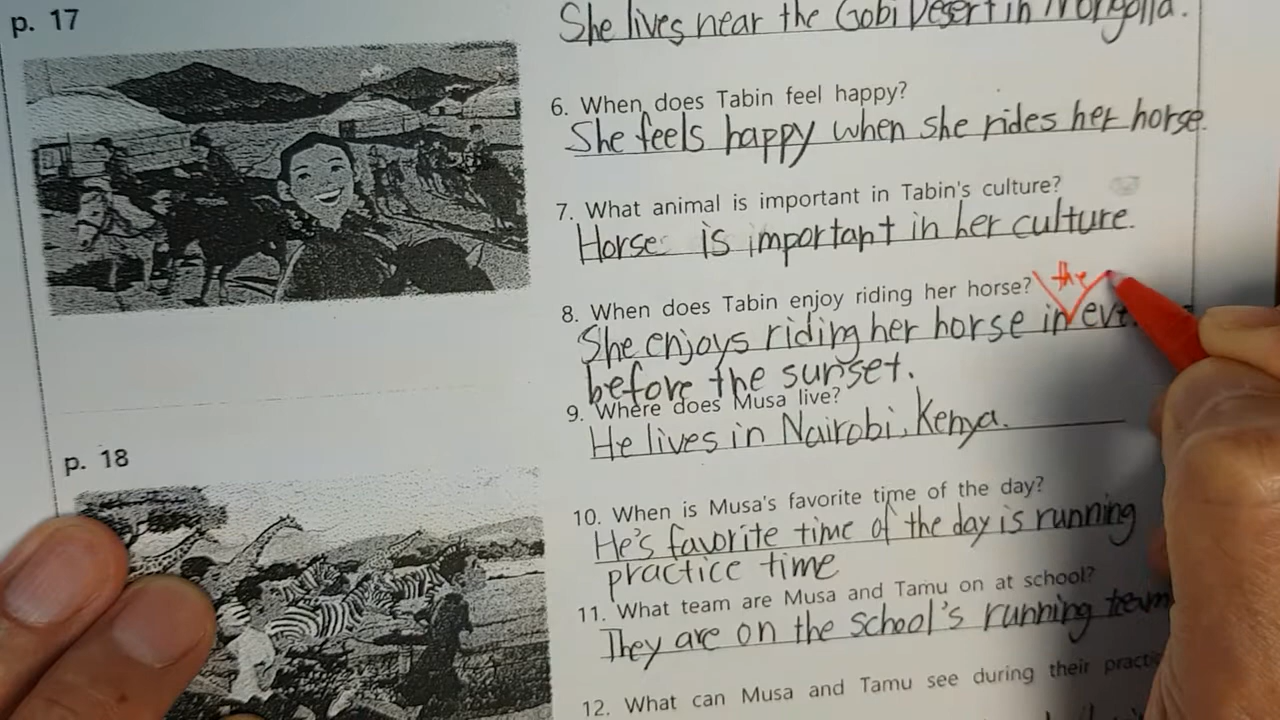 p. 17
She lives near the Gobi Desert in Mongolia.
6. When does Tabin feel happy?
She feels happy when she rides her horse.
7. What animal is important in Tabin's culture?
Horse is important in her culture.
8. When does Tabin enjoy riding her horse?
the
She enjoys riding her horse in
before the sunset.
9. Where does Musa live?
He lives in Nairobi, Kenya.
p. 18
10. When is Musa's favorite time of the day?
He's favorite time of the day is running
practice time
11. What team are Musa and Tamu on at school?
They are on the school's running team
12. What can Musa and Tamu see during their